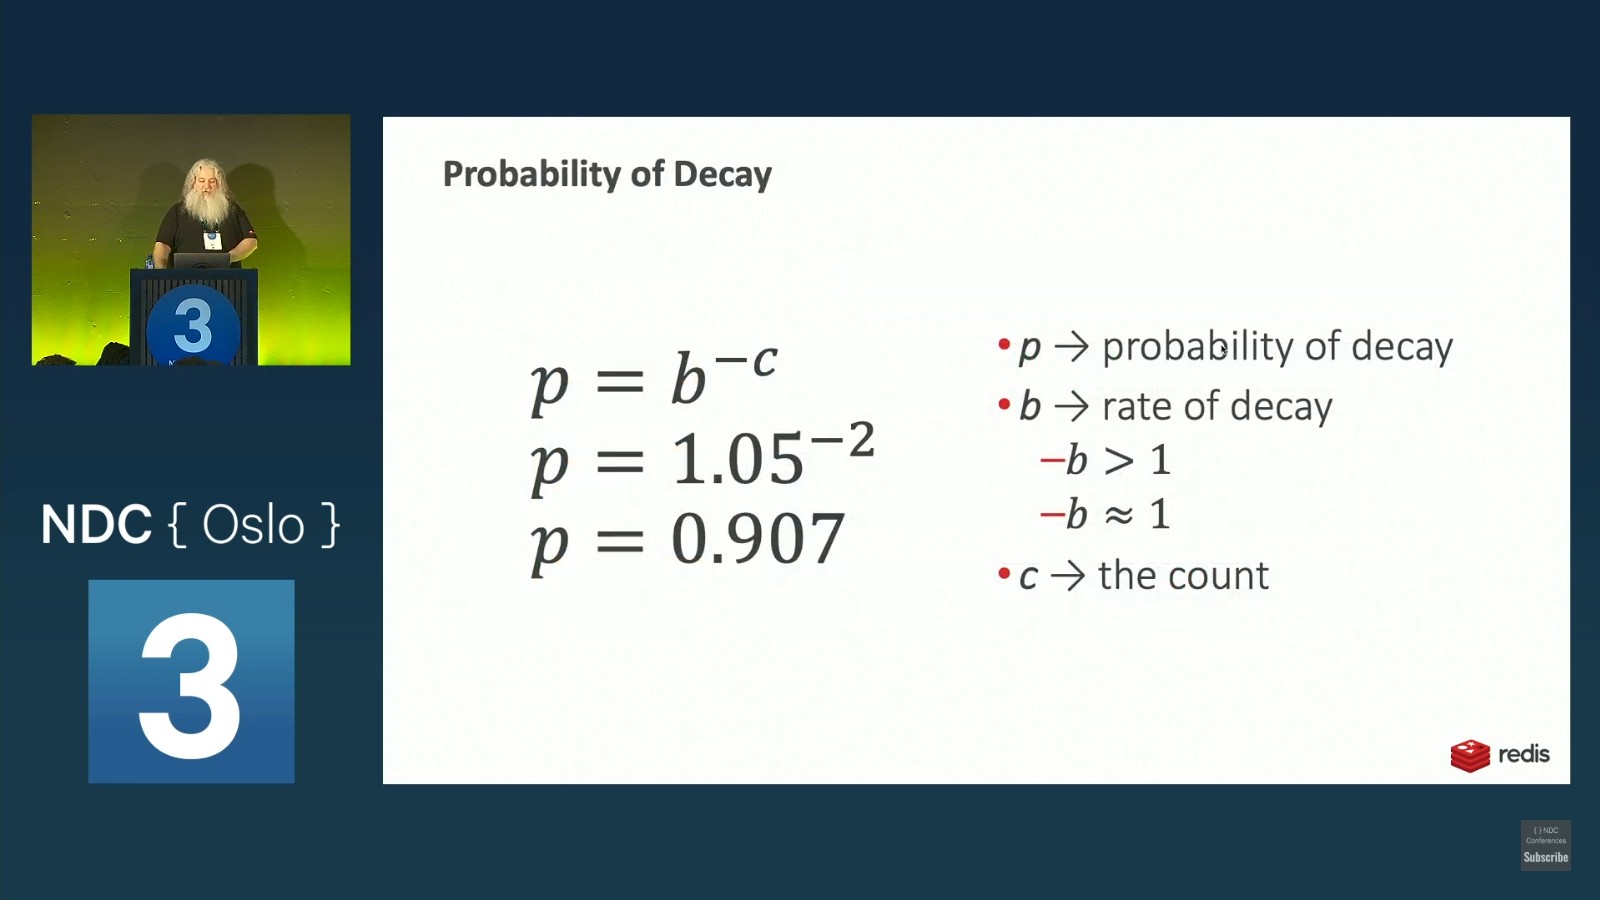 Probability of Decay
p = b^−c
p = 1.05^−2
p = 0.907
• p → probability of decay
• b → rate of decay
– b > 1
– b ≈ 1
• c → the count
redis
3
NDC { Oslo }
3
{ } NDC
Conferences
Subscribe